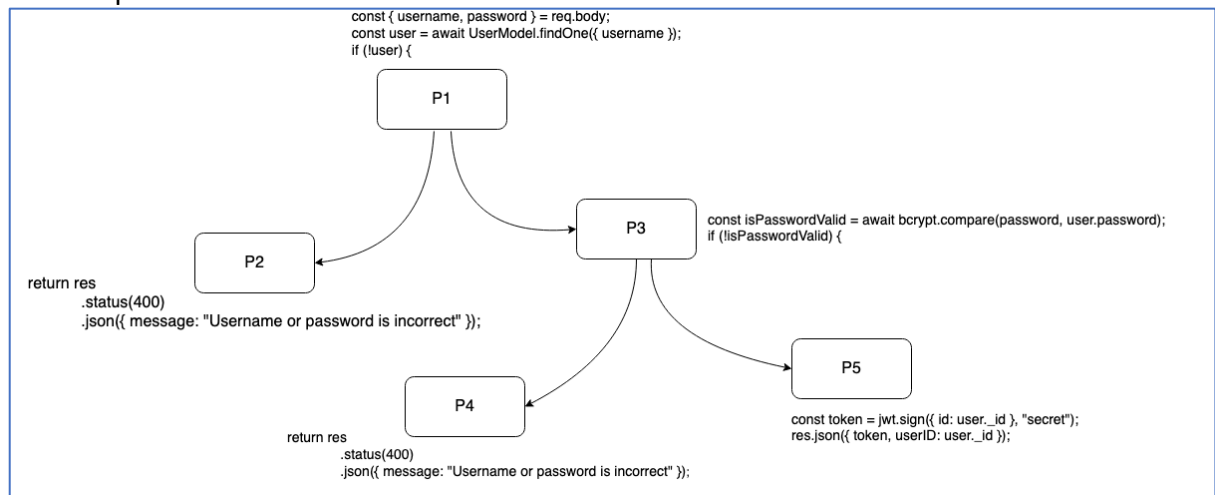 const { username, password } = req.body;
const user = await UserModel.findOne({ username });
if (!user) {
P1
P3
const isPasswordValid = await bcrypt.compare(password, user.password);
if (!isPasswordValid) {
P2
return res
.status(400)
.json({ message: "Username or password is incorrect" });
P5
const token = jwt.sign({ id: user._id }, "secret");
res.json({ token, userID: user._id });
P4
return res
.status(400)
.json({ message: "Username or password is incorrect" });